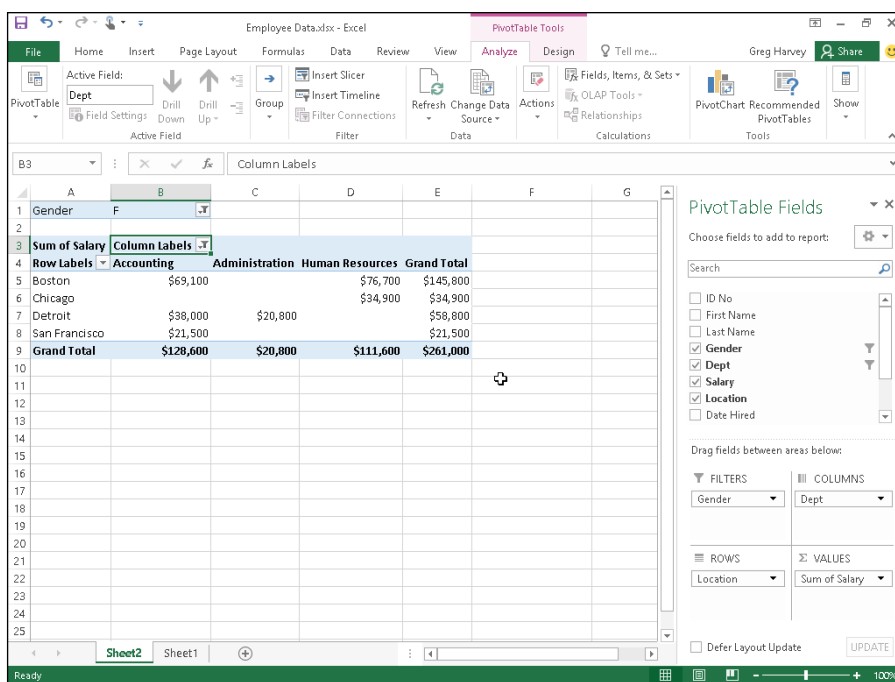 Employee Data.xlsx - Excel
PivotTable Tools
File Home Insert Page Layout Formulas Data Review View Analyze Design Tell me... Greg Harvey Share
PivotTable
Active Field:
Dept
Field Settings
Drill Down
Drill Up
Active Field
Group
Insert Slicer
Insert Timeline
Filter Connections
Filter
Refresh
Change Data Source
Data
Actions
Fields, Items, & Sets
OLAP Tools
Relationships
Calculations
PivotChart
Recommended PivotTables
Tools
Show
B3 fx Column Labels
A B C D E F G
1 Gender F
2
3 Sum of Salary Column Labels
4 Row Labels Accounting Administration Human Resources Grand Total
5 Boston $69,100 $76,700 $145,800
6 Chicago $34,900 $34,900
7 Detroit $38,000 $20,800 $58,800
8 San Francisco $21,500 $21,500
9 Grand Total $128,600 $20,800 $111,600 $261,000
10
11
12
13
14
15
16
17
18
19
20
21
22
23
24
25
PivotTable Fields
Choose fields to add to report:
Search
ID No
First Name
Last Name
Gender
Dept
Salary
Location
Date Hired
Drag fields between areas below:
FILTERS
Gender
COLUMNS
Dept
ROWS
Location
Σ VALUES
Sum of Salary
Defer Layout Update UPDATE
Sheet2 Sheet1
Ready 100%